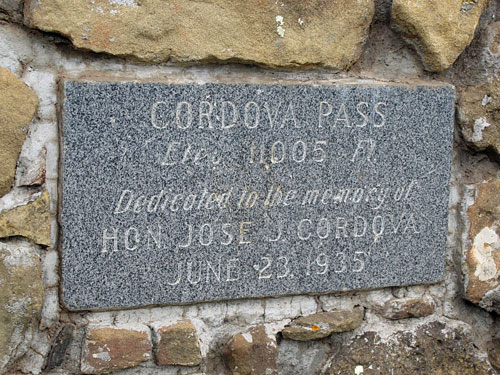 CORDOVA PASS
Elev 11005 Ft.
Dedicated to the memory of
HON JOSE J. CORDOVA
JUNE 23, 1935